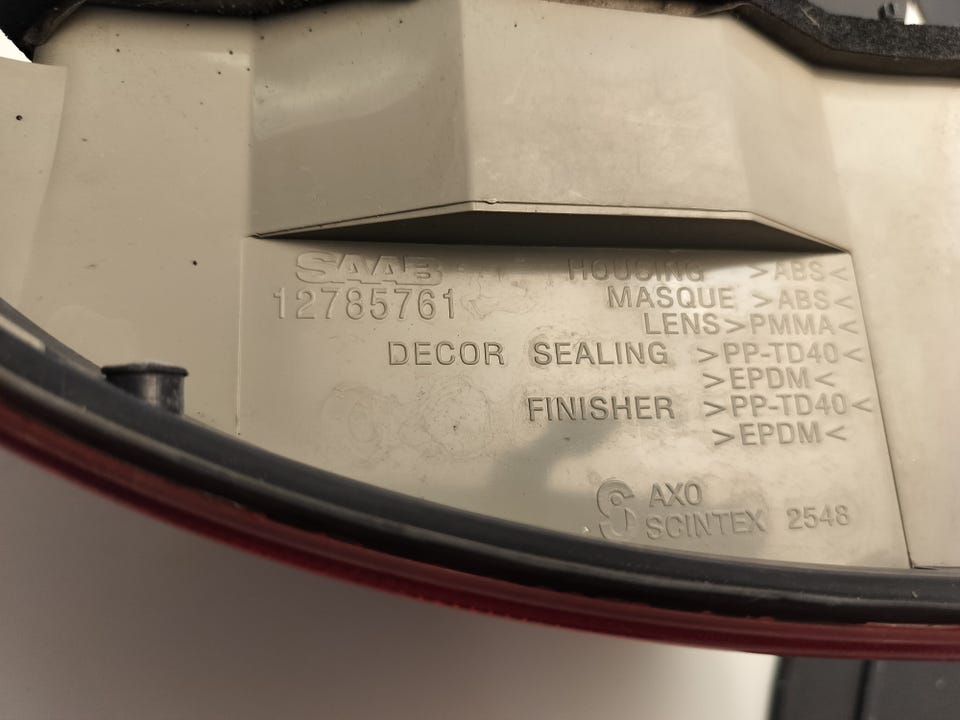 SAAB
12785761
HOUSING >ABS<
MASQUE >ABS<
LENS >PMMA<
DECOR SEALING >PP-TD40<
>EPDM<
FINISHER >PP-TD40<
>EPDM<
AXO
SCINTEX 2548